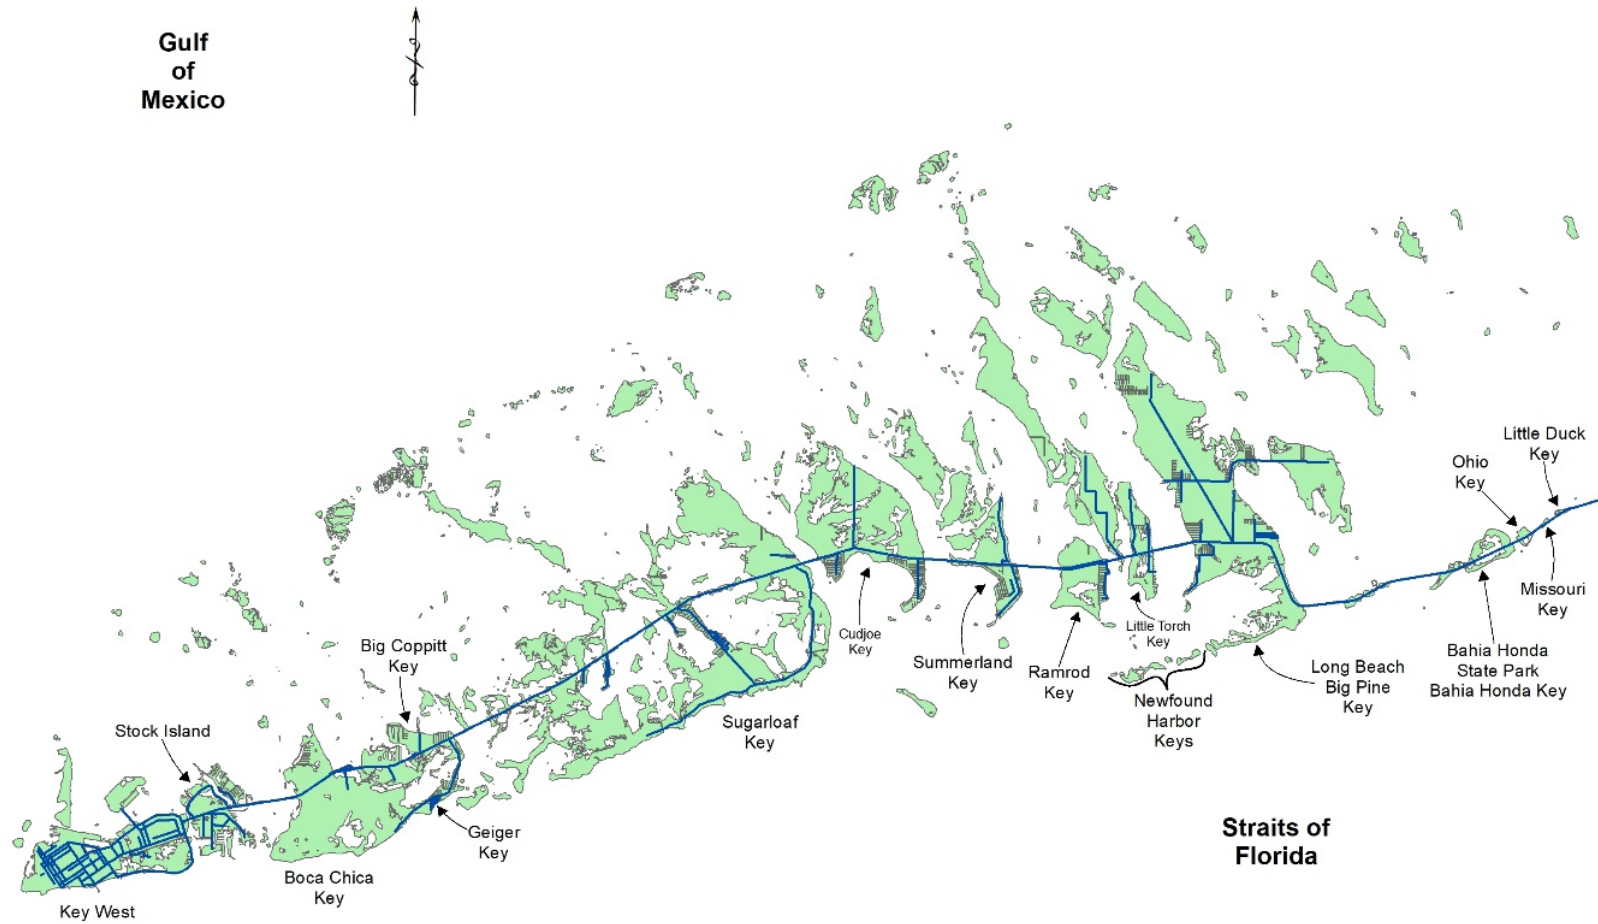 Gulf
of
Mexico
Little Duck
Key
Ohio
Key
Missouri
Key
Bahia Honda
State Park
Bahia Honda Key
Long Beach
Big Pine
Key
Newfound
Harbor
Keys
Little Torch
Key
Ramrod
Key
Summerland
Key
Cudjoe
Key
Sugarloaf
Key
Big Coppitt
Key
Geiger
Key
Stock Island
Boca Chica
Key
Key West
Straits of
Florida